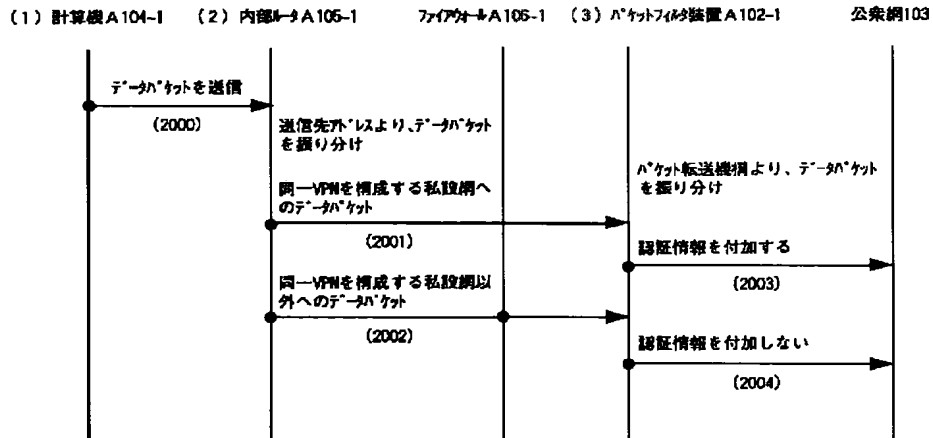 (1) 計算機A104-1 (2) 内部ﾙｰﾀA105-1 ﾌｧｲｱｳｫｰﾙA106-1 (3) ﾊﾟｹｯﾄﾌｨﾙﾀ装置A102-1 公衆網103
ﾃﾞｰﾀﾊﾟｹｯﾄを送信
(2000)
送信先ｱﾄﾞﾚスより、ﾃﾞｰﾀﾊﾟｹｯﾄ
を振り分け
ﾊﾟｹｯﾄ転送機構より、ﾃﾞｰﾀﾊﾟｹｯﾄ
を振り分け
同一VPNを構成する私設網へ
のﾃﾞｰﾀﾊﾟｹｯﾄ
(2001)
認証情報を付加する
(2003)
同一VPNを構成する私設網以
外へのﾃﾞｰﾀﾊﾟｹｯﾄ
(2002)
認証情報を付加しない
(2004)